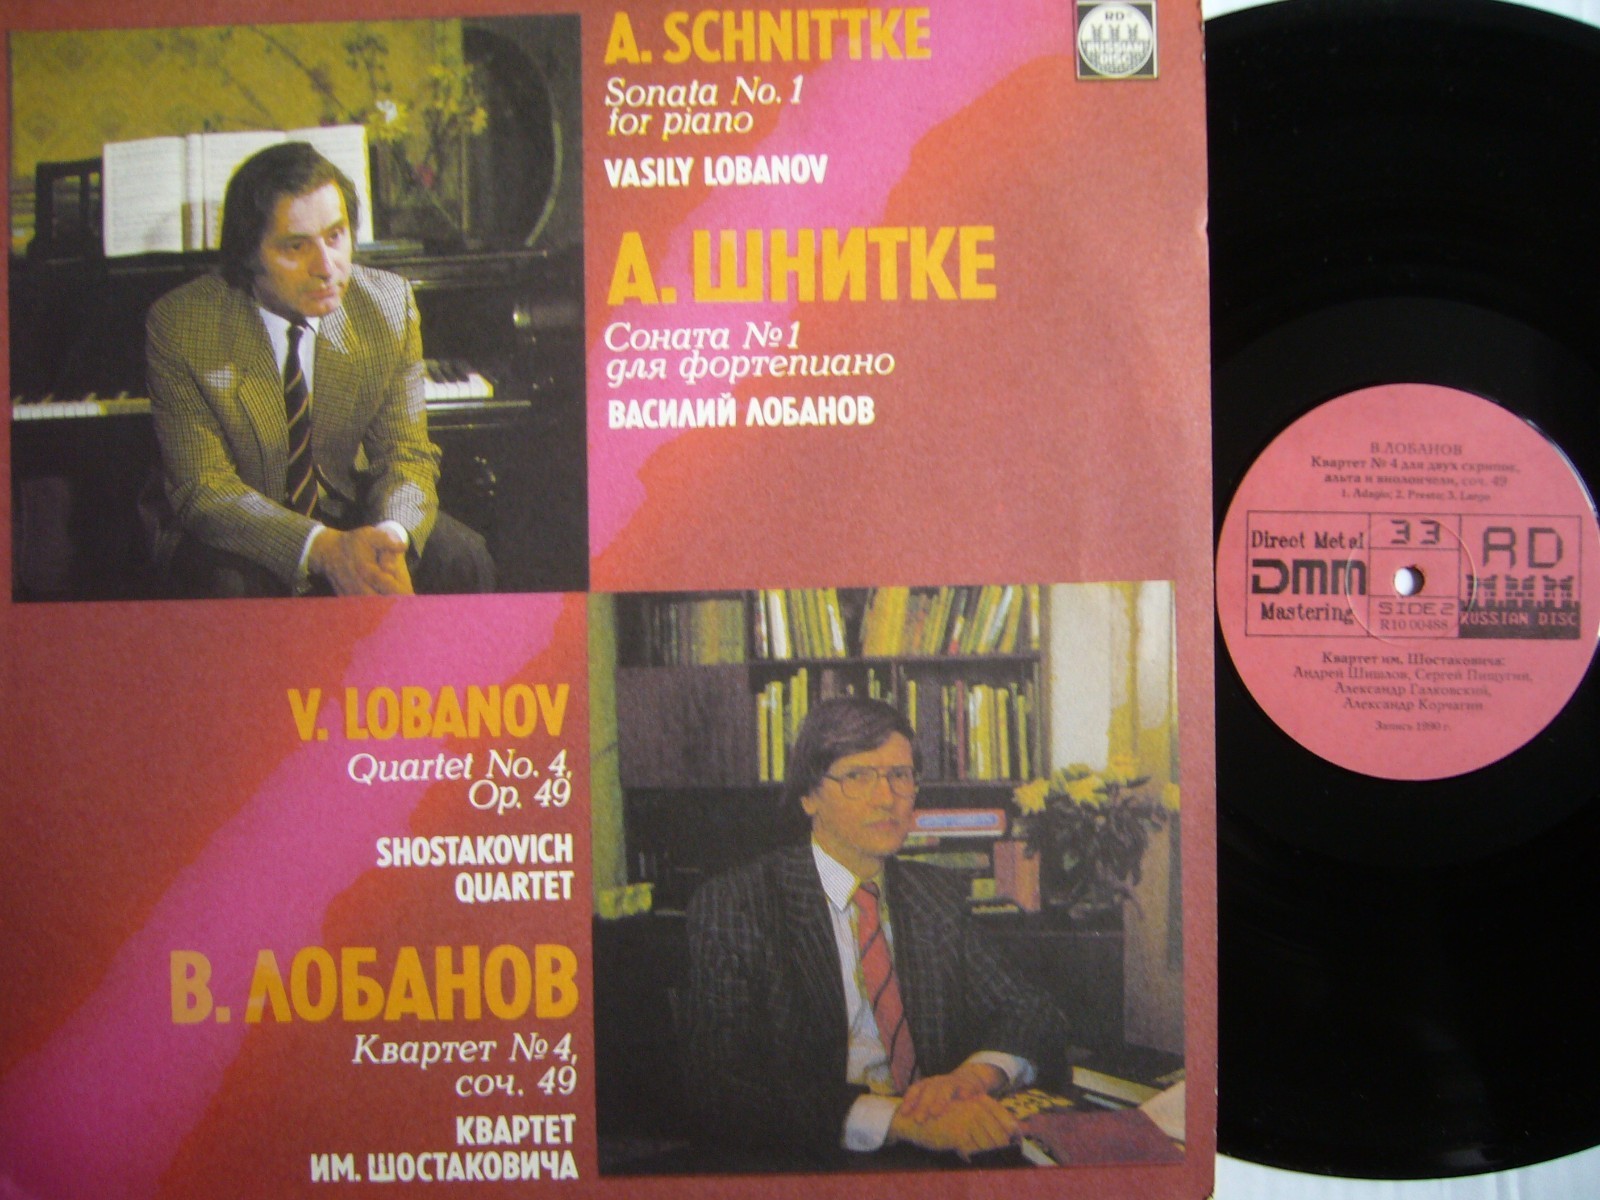 A. SCHNITTKE
Sonata No. 1
for piano
VASILY LOBANOV
А. ШНИТКЕ
Соната №1
для фортепиано
ВАСИЛИЙ ЛОБАНОВ
V. LOBANOV
Quartet No. 4,
Op. 49
SHOSTAKOVICH
QUARTET
В. ЛОБАНОВ
Квартет №4,
соч. 49
КВАРТЕТ
ИМ. ШОСТАКОВИЧА
RD
RUSSIAN
DISC
В.ЛОБАНОВ
Квартет № 4 для двух скрипок,
альта и виолончели, соч. 49
1. Adagio; 2. Presto; 3. Largo
Direct Metal
DMM
Mastering
33
SIDE 2
R10 00488
RD
RUSSIAN DISC
Квартет им. Шостаковича:
Андрей Шишлов, Сергей Пищугин,
Александр Галковский,
Александр Корчагин
Запись 1990 г.